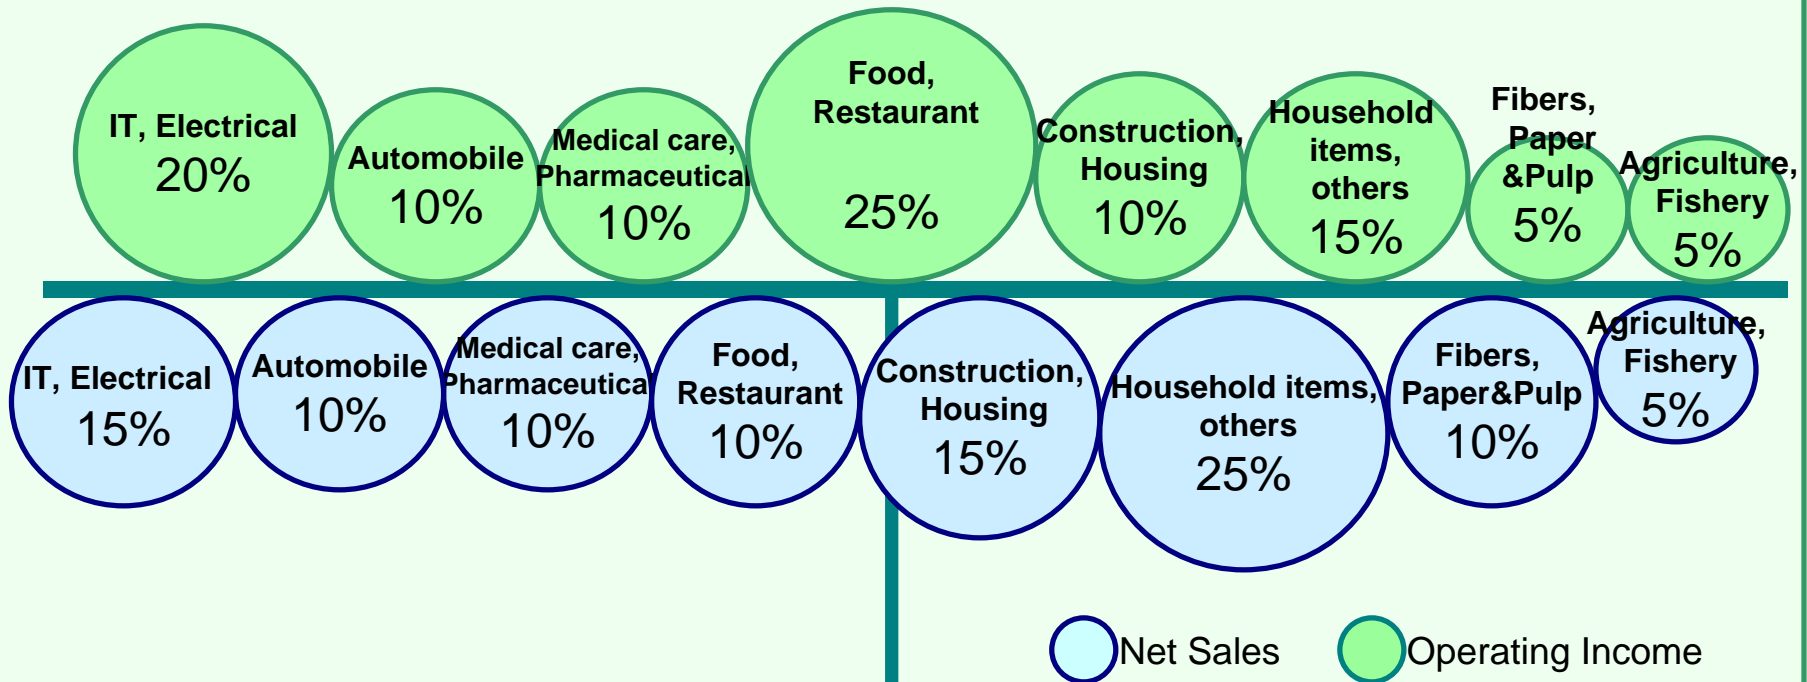 IT, Electrical
20%
Automobile
10%
Medical care,
Pharmaceutical
10%
Food,
Restaurant
25%
Construction,
Housing
10%
Household
items,
others
15%
Fibers,
Paper
&Pulp
5%
Agriculture,
Fishery
5%
IT, Electrical
15%
Automobile
10%
Medical care,
Pharmaceutical
10%
Food,
Restaurant
10%
Construction,
Housing
15%
Household items,
others
25%
Fibers,
Paper&Pulp
10%
Agriculture,
Fishery
5%
Net Sales
Operating Income